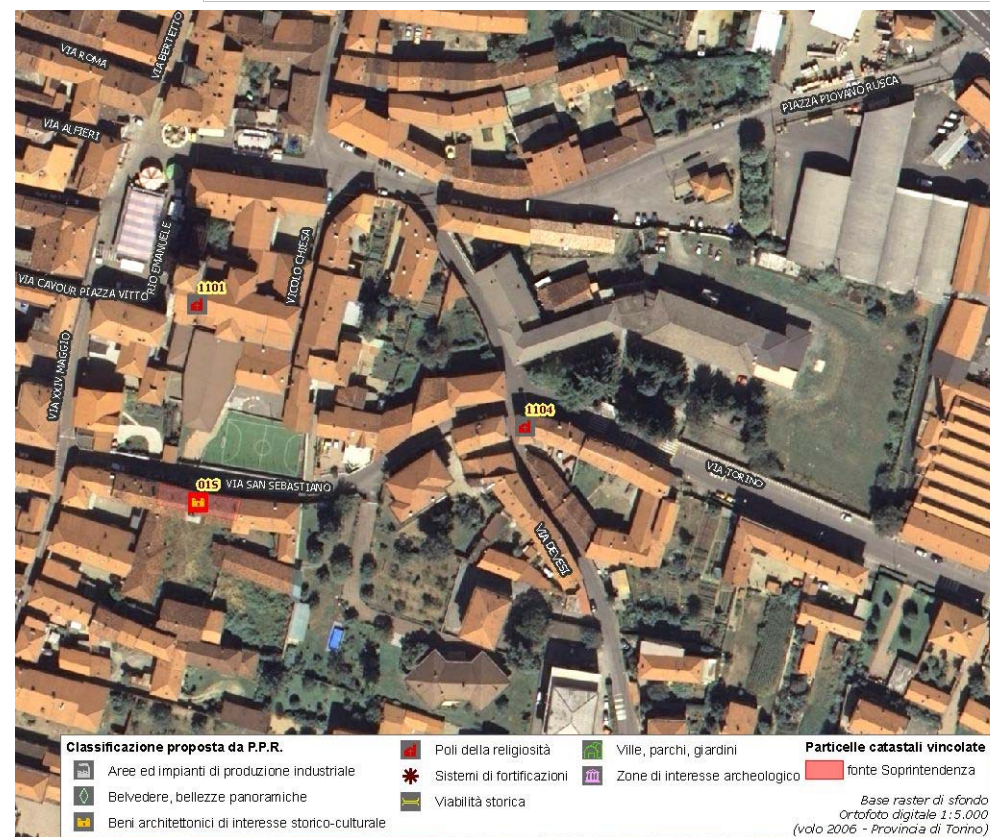 VIA ROMA
VIA BERTETTO
VIA ALFIERI
PIAZZA PIOVANO RUSCA
VIA CAVOUR PIAZZA VITTORIO EMANUELE
VICOLO CHIESA
1101
VIA XXIV MAGGIO
1104
VIA TORINO
015
VIA SAN SEBASTIANO
VIA DEVESI
Classificazione proposta da P.P.R.
Aree ed impianti di produzione industriale
Belvedere, bellezze panoramiche
Beni architettonici di interesse storico-culturale
Poli della religiosità
Sistemi di fortificazioni
Viabilità storica
Ville, parchi, giardini
Zone di interesse archeologico
Particelle catastali vincolate
fonte Soprintendenza
Base raster di sfondo
Ortofoto digitale 1:5.000
(volo 2006 - Provincia di Torino)